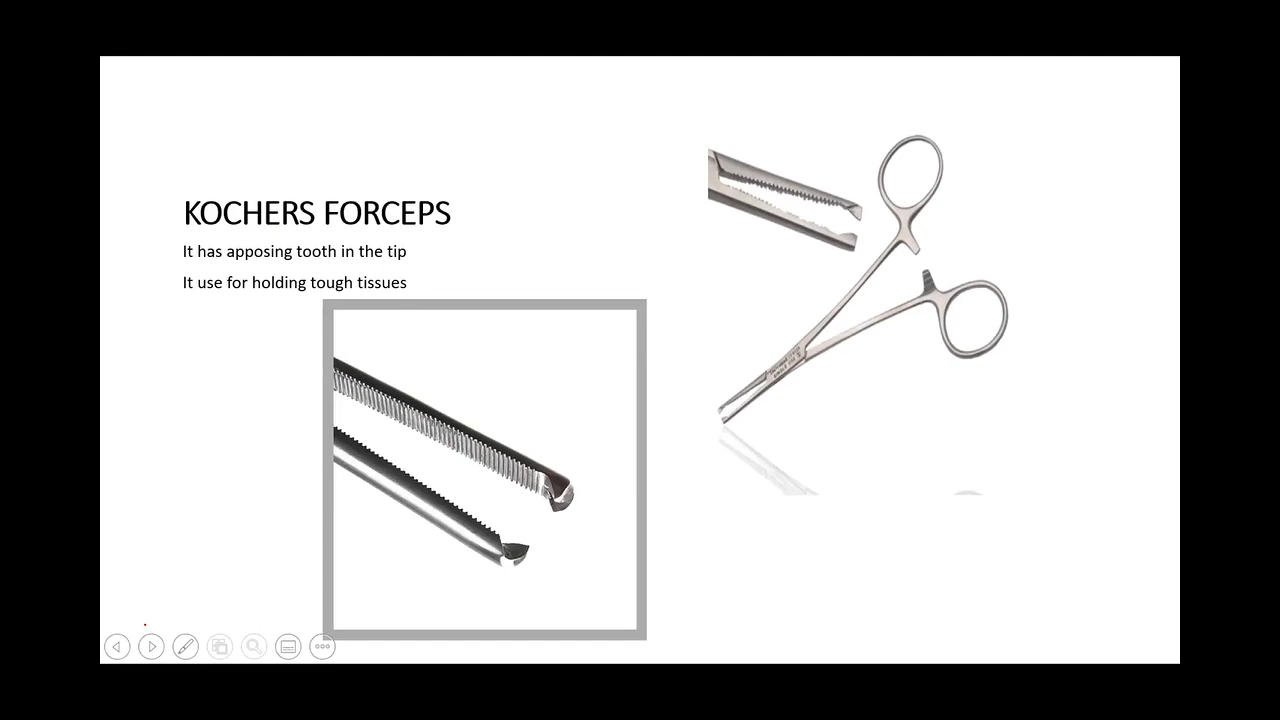 KOCHERS FORCEPS
It has apposing tooth in the tip
It use for holding tough tissues